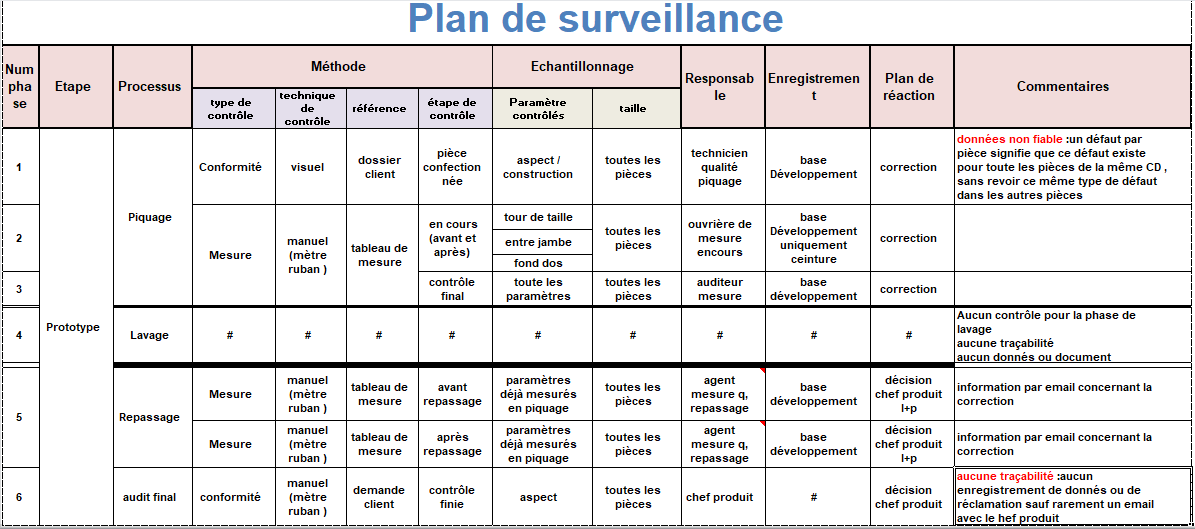 Plan de surveillance
Num pha se
Etape
Processus
Méthode
Echantillonnage
Responsab le
Enregistremen t
Plan de réaction
Commentaires
type de contrôle
technique de contrôle
référence
étape de contrôle
Paramètre contrôlés
taille
1
Prototype
Piquage
Conformité
visuel
dossier client
pièce confection née
aspect / construction
toutes les pièces
technicien qualité piquage
base Développement
correction
données non fiable :un défaut par
pièce signifie que ce défaut existe
pour toute les pièces de la même CD ,
sans revoir ce même type de défaut
dans les autres pièces
2
Mesure
manuel (mètre ruban )
tableau de mesure
en cours (avant et après)
tour de taille
entre jambe
fond dos
toutes les pièces
ouvrière de mesure encours
base Développement uniquement ceinture
correction
3
contrôle final
toute les paramètres
toutes les pièces
auditeur mesure
base développement
correction
4
Lavage
#
#
#
#
#
#
#
#
#
Aucun contrôle pour la phase de
lavage
aucune traçabilité
aucun donnés ou document
5
Repassage
Mesure
manuel (mètre ruban )
tableau de mesure
avant repassage
paramètres déjà mesurés en piquage
toutes les pièces
agent mesure q, repassage
base développement
décision chef produit l+p
information par email concernant la
correction
Mesure
manuel (mètre ruban )
tableau de mesure
après repassage
paramètres déjà mesurés en piquage
toutes les pièces
agent mesure q, repassage
base développement
décision chef produit l+p
information par email concernant la
correction
6
audit final
conformité
manuel (mètre ruban )
demande client
contrôle finie
aspect
toutes les pièces
chef produit
#
décision chef produit
aucune traçabilité :aucun
enregistrement de donnés ou de
réclamation sauf rarement un email
avec le hef produit